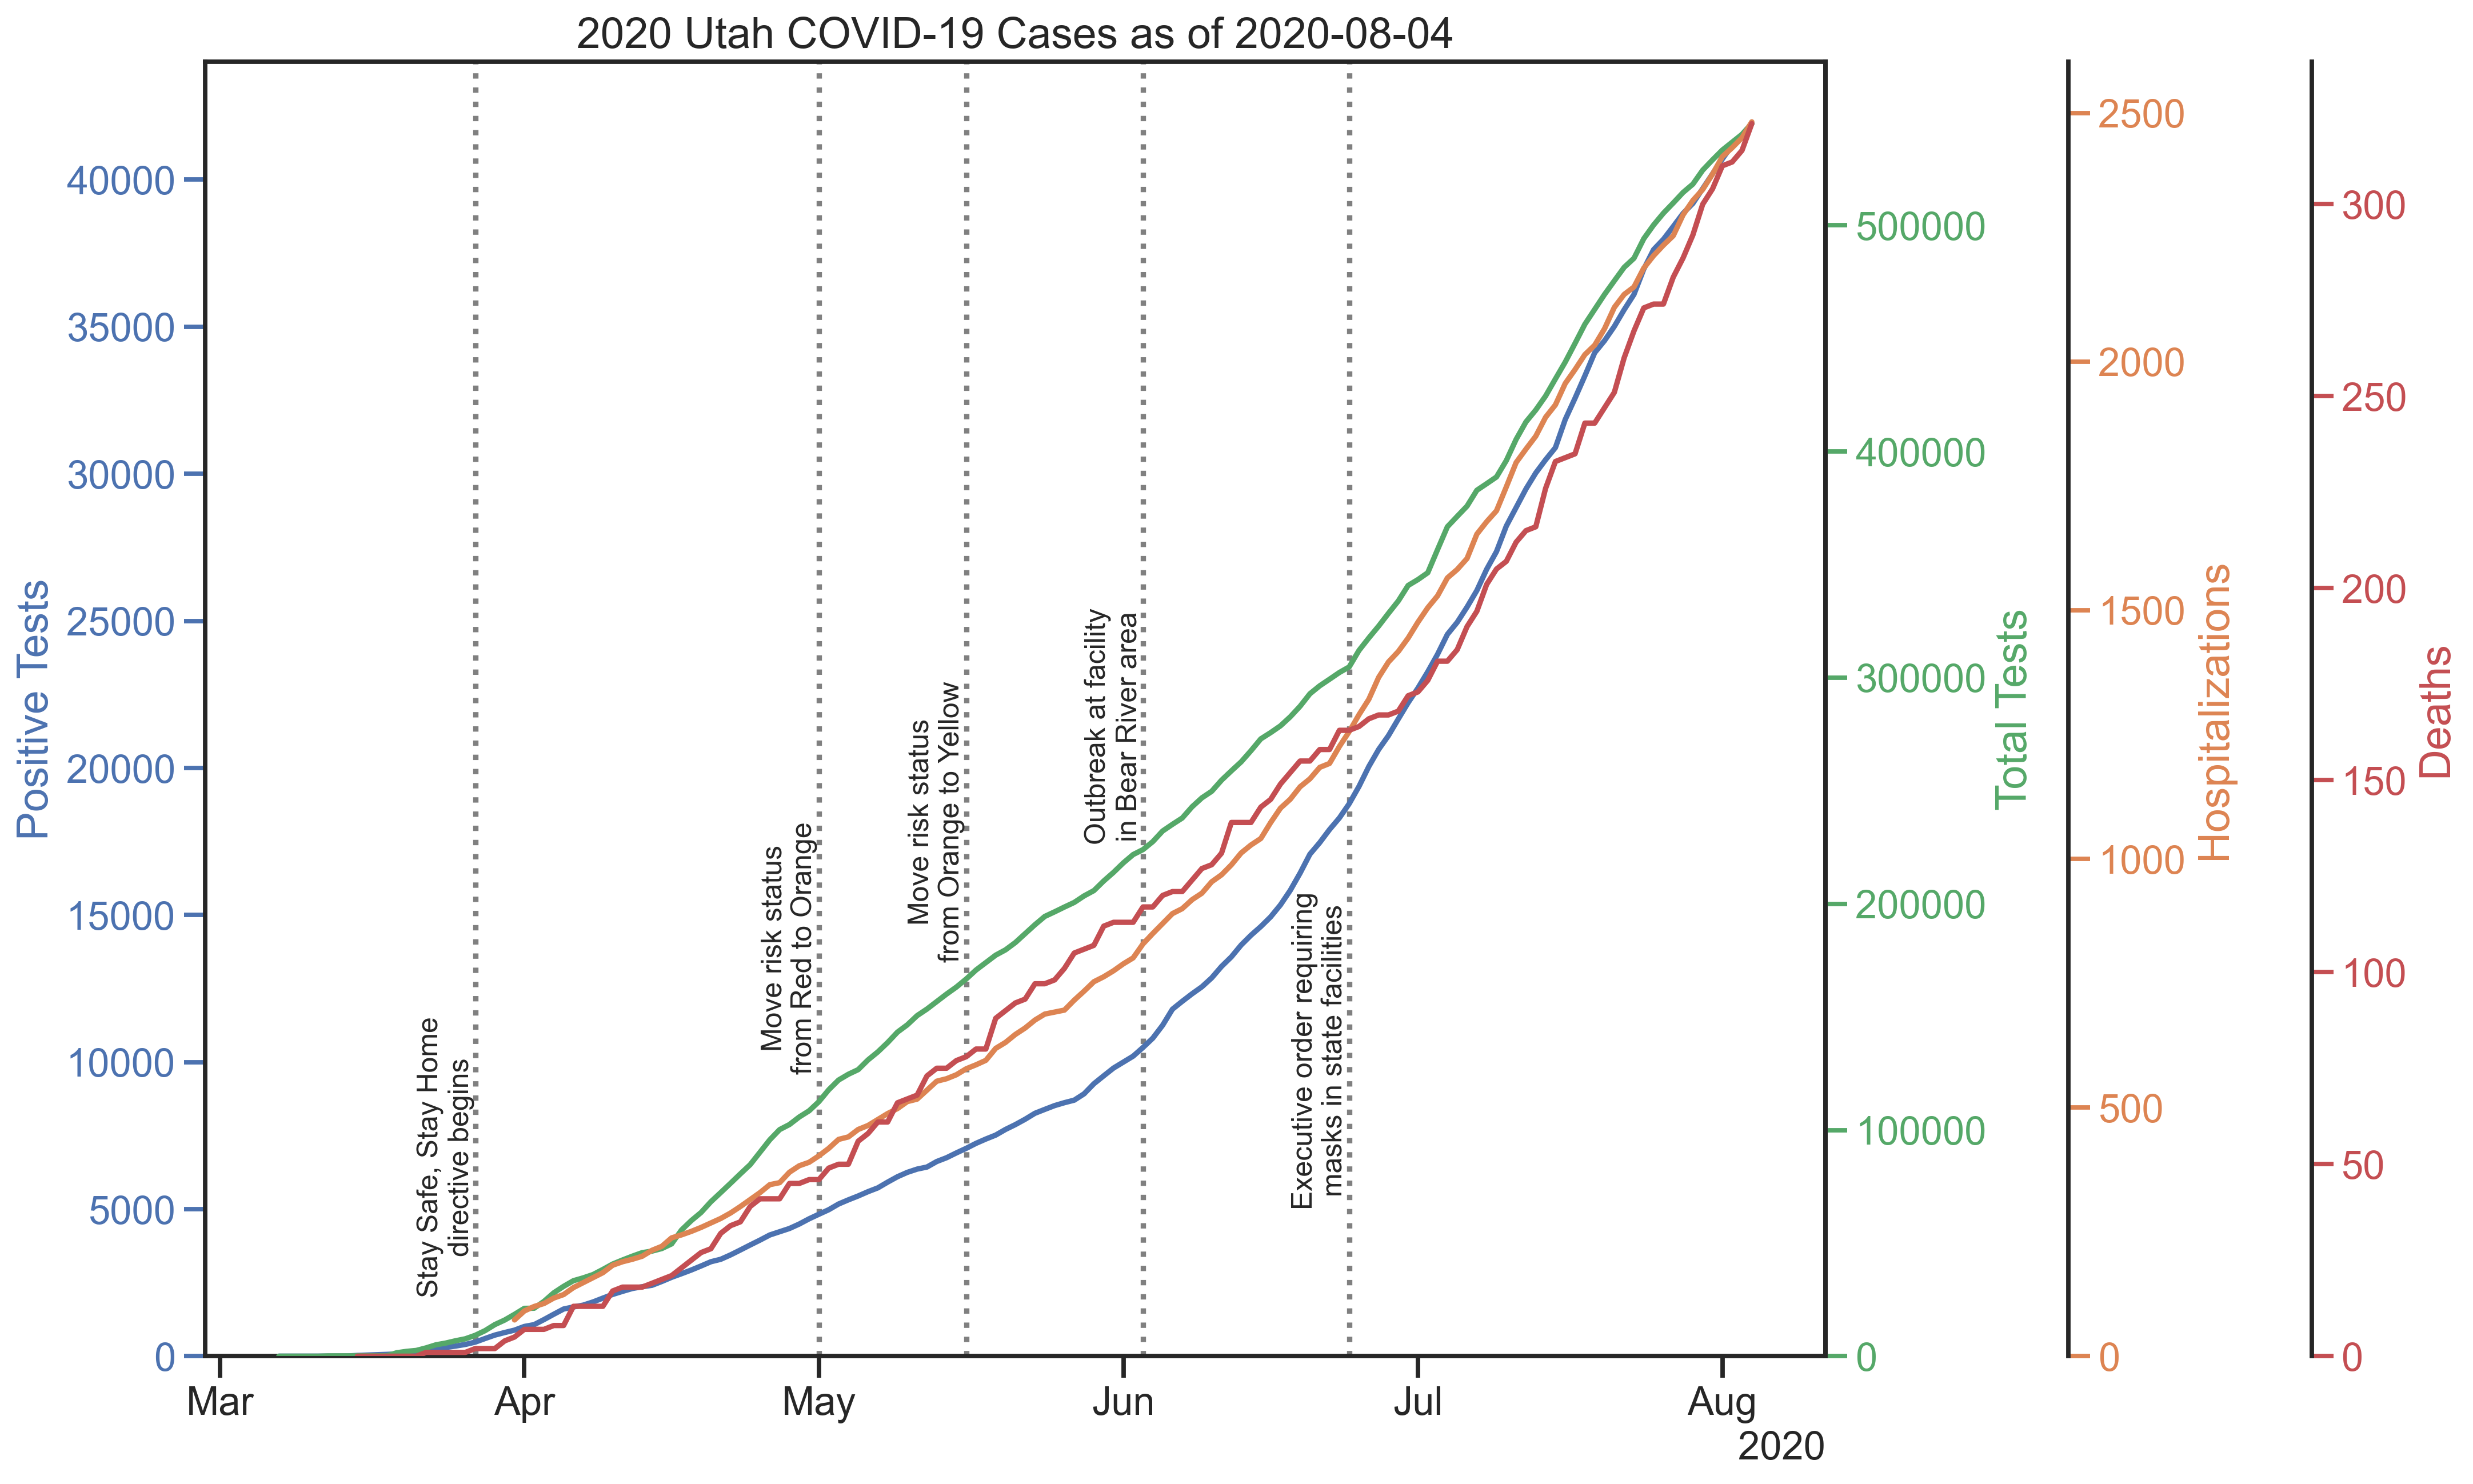 2020 Utah COVID-19 Cases as of 2020-08-04
Positive Tests
40000
35000
30000
25000
20000
15000
10000
5000
0
Stay Safe, Stay Home
directive begins
Move risk status
from Red to Orange
Move risk status
from Orange to Yellow
Outbreak at facility
in Bear River area
Executive order requiring
masks in state facilities
Mar
Apr
May
Jun
Jul
Aug
2020
500000
400000
300000
200000
100000
0
Total Tests
2500
2000
1500
1000
500
0
Hospitalizations
300
250
200
150
100
50
0
Deaths